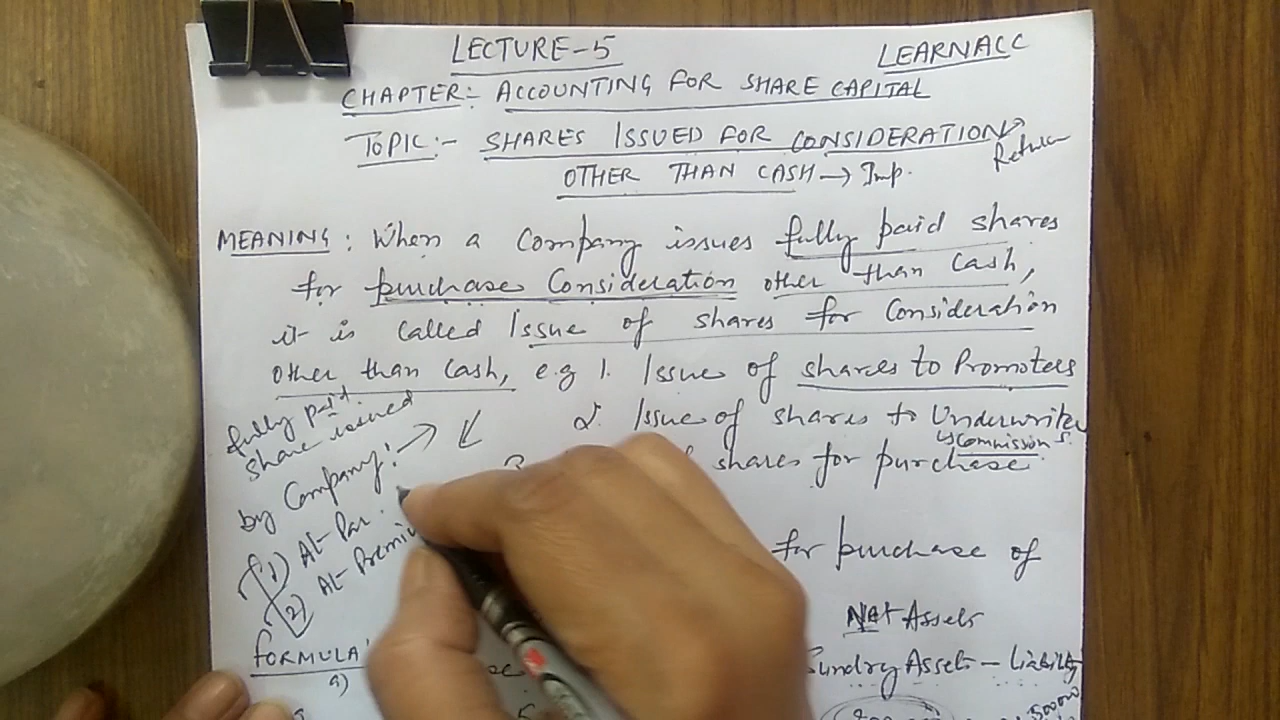 LECTURE-5
LEARNACC
CHAPTER:- ACCOUNTING FOR SHARE CAPITAL
TOPIC:- SHARES ISSUED FOR CONSIDERATION
Return
OTHER THAN CASH → Imp.
MEANING: When a Company issues fully paid shares
for purchase Consideration other than cash,
it is called Issue of shares for Consideration
other than cash, e.g 1. Issue of shares to Promoters
2. Issue of shares to Underwriter
↳ Commission 5.
shares for purchase
for purchase of
fully paid
share issued
by Company:→
1) At Par
2) At Premiu
Net Assets
FORMULA:
a)
Sundry Assets - Liability